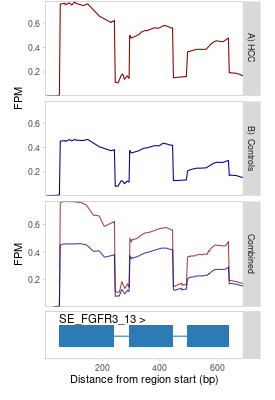 0.6
0.4
0.2
A) HCC
FPM
0.6
0.4
0.2
B) Controls
0.6
0.4
0.2
FPM
Combined
SE_FGFR3_13 >
200 400 600
Distance from region start (bp)